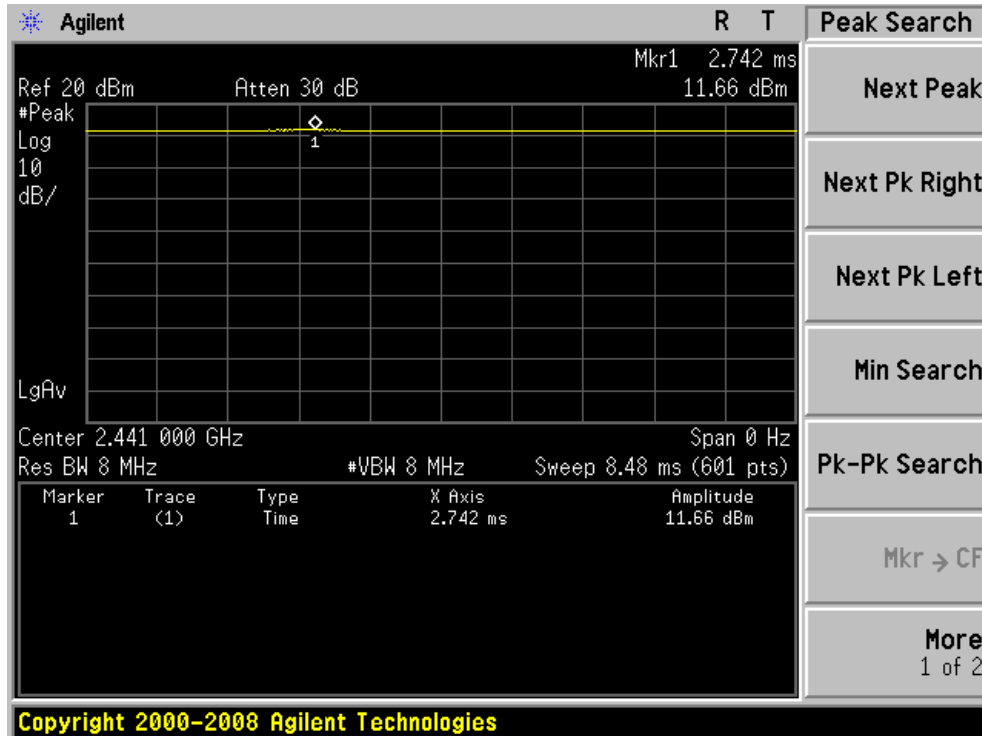 Agilent R T
Mkr1 2.742 ms
Ref 20 dBm Atten 30 dB 11.66 dBm
#Peak
Log
10
dB/
1
LgAv
Center 2.441 000 GHz Span 0 Hz
Res BW 8 MHz #VBW 8 MHz Sweep 8.48 ms (601 pts)
Marker Trace Type X Axis Amplitude
1 (1) Time 2.742 ms 11.66 dBm
Copyright 2000-2008 Agilent Technologies
Peak Search
Next Peak
Next Pk Right
Next Pk Left
Min Search
Pk-Pk Search
Mkr → CF
More
1 of 2